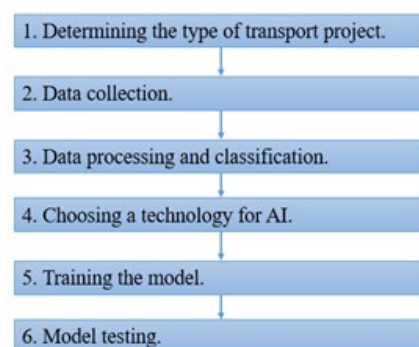 1. Determining the type of transport project.
2. Data collection.
3. Data processing and classification.
4. Choosing a technology for AI.
5. Training the model.
6. Model testing.